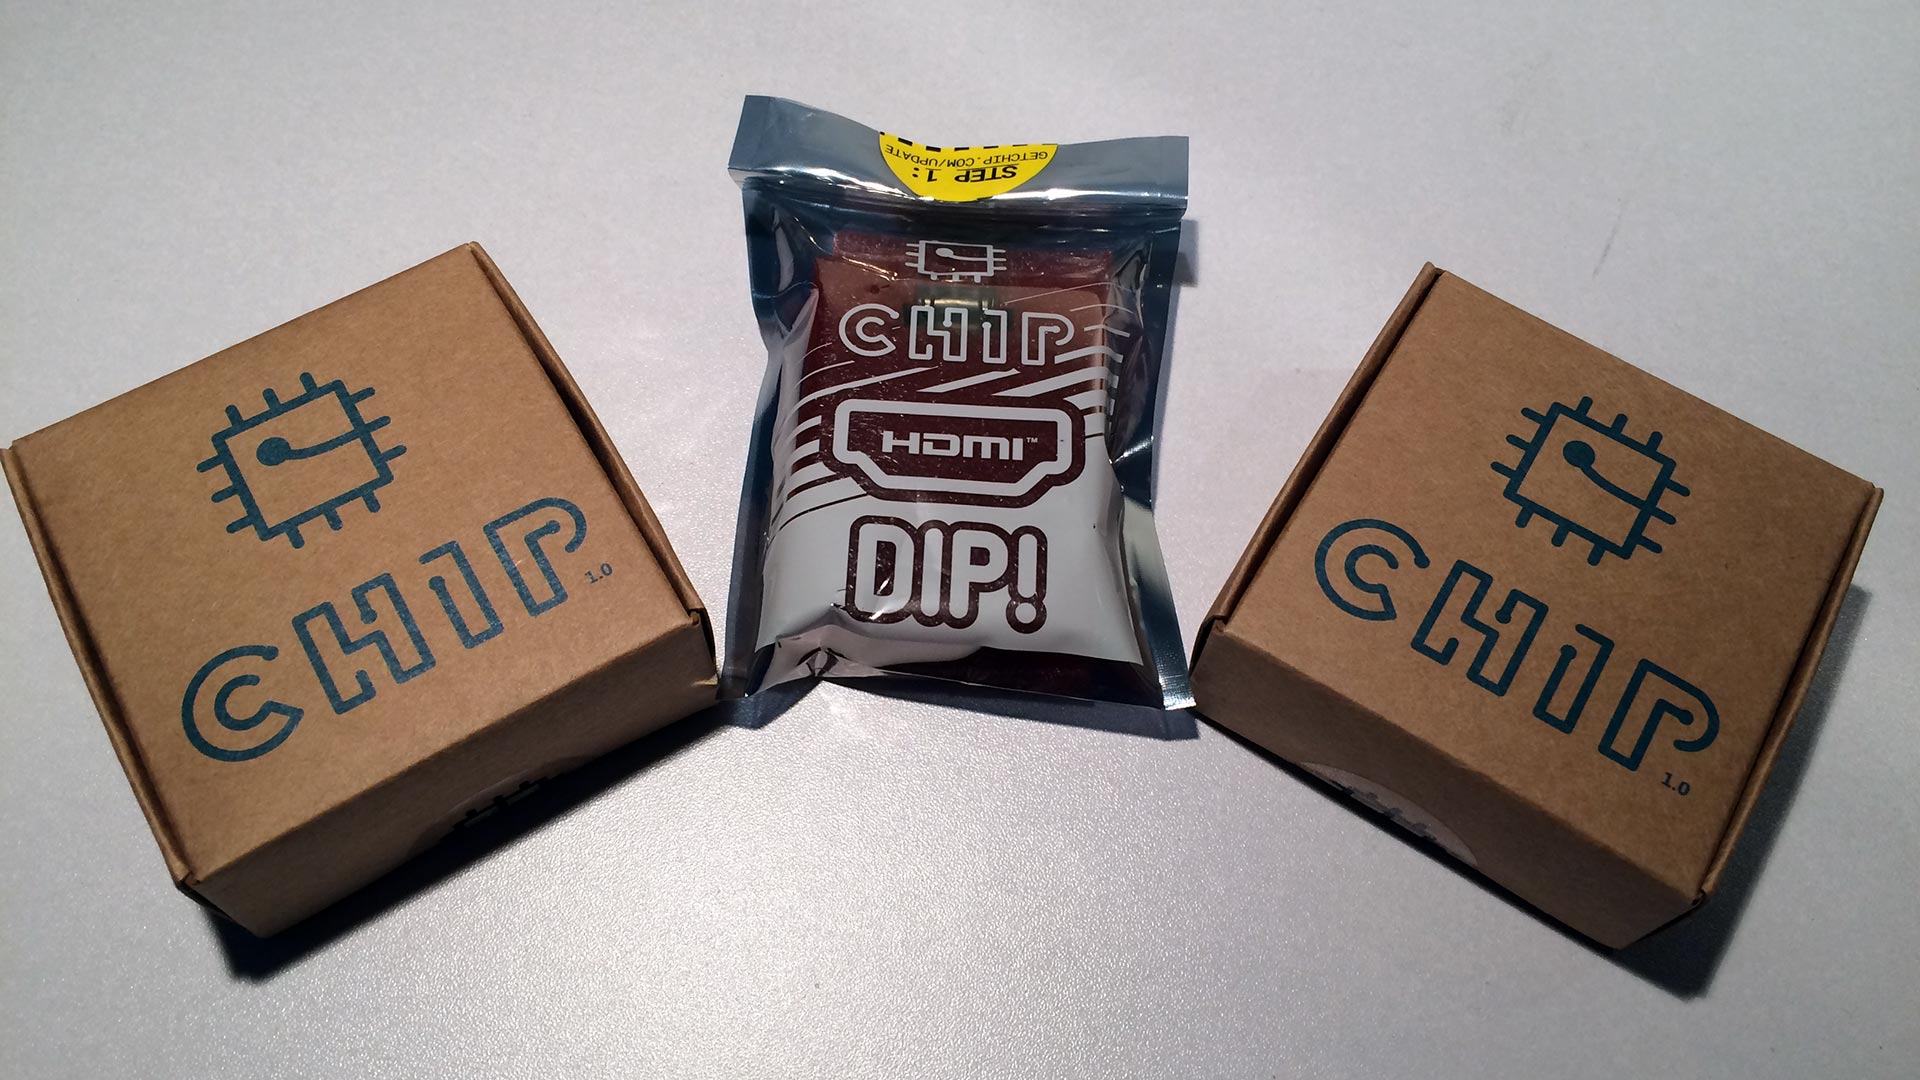 CHIP
1.0
STEP 1:
GETCHIP.COM/UPDATE
CHIP
HDMI™
DIP!
CHIP
1.0